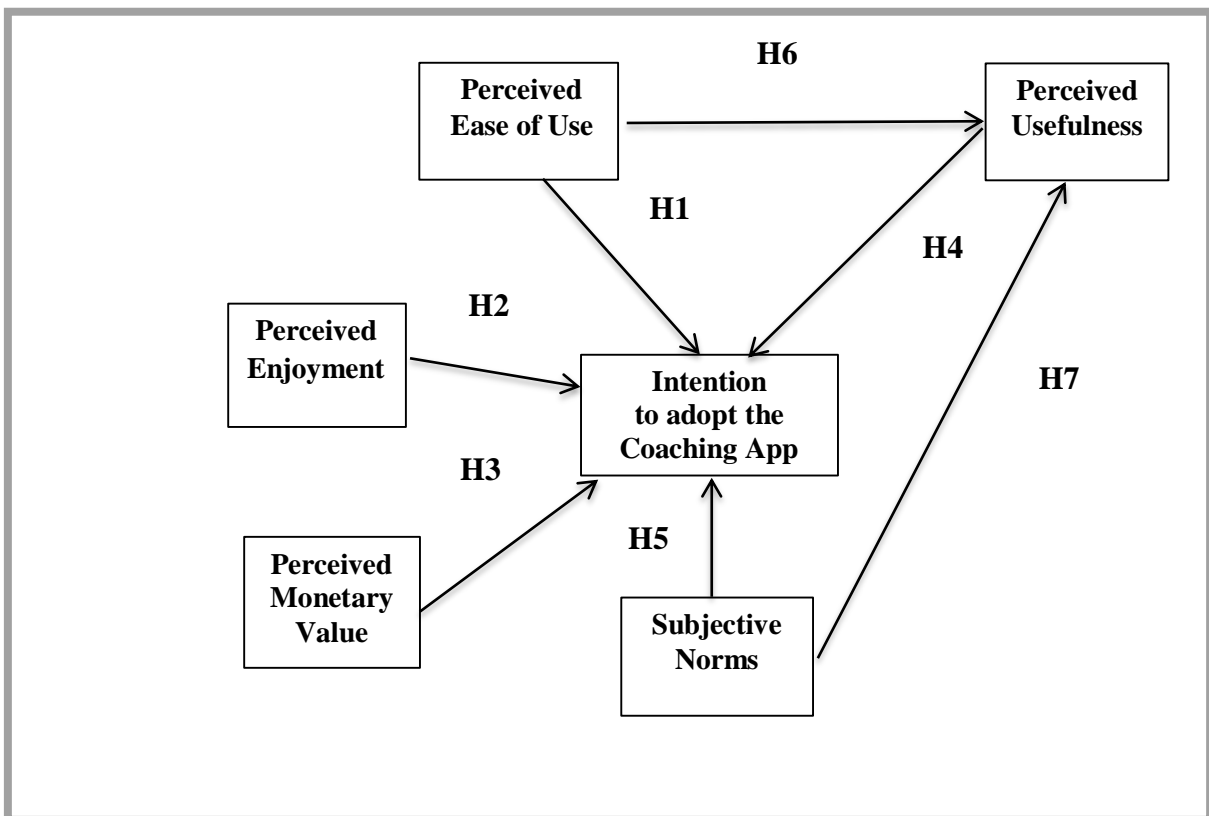 H6
Perceived
Ease of Use
Perceived
Usefulness
H1
H4
H2
Perceived
Enjoyment
Intention
to adopt the
Coaching App
H7
H3
H5
Perceived
Monetary
Value
Subjective
Norms